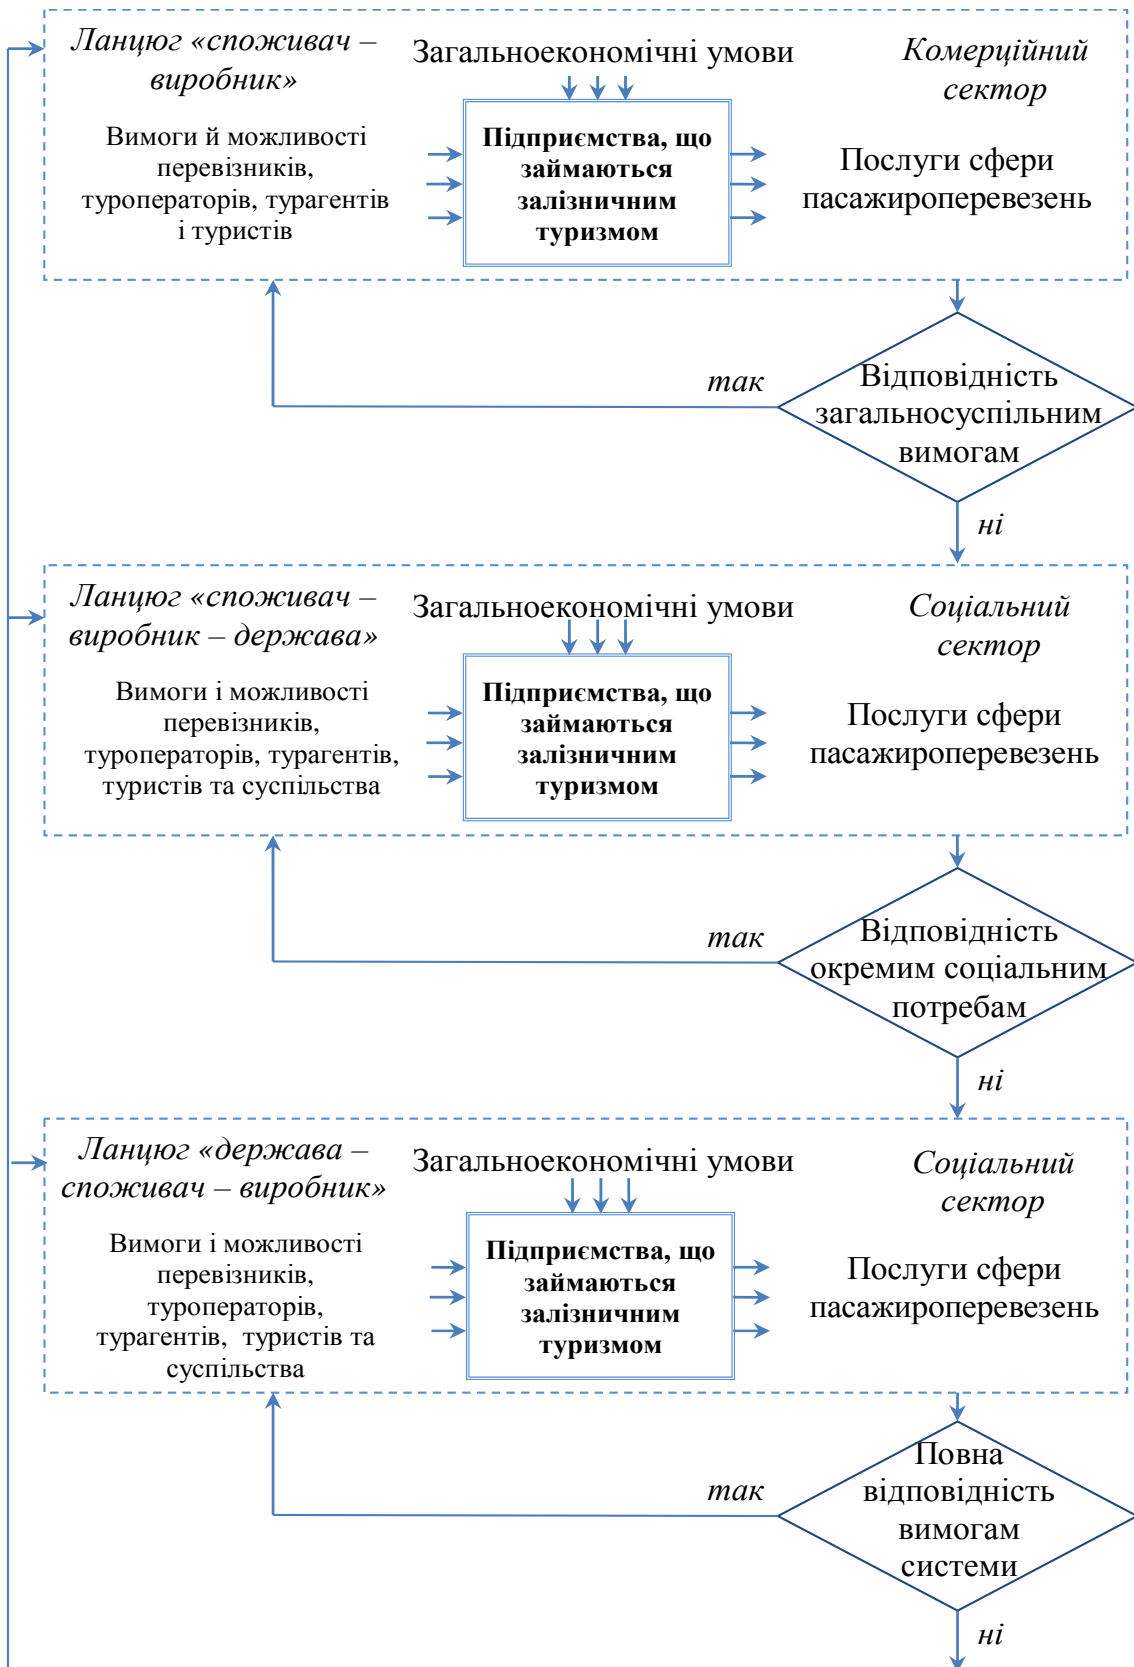 Ланцюг «споживач –
виробник»
Загальноекономічні умови
Комерційний
сектор
Вимоги й можливості
перевізників,
туроператорів, турагентів
і туристів
Підприємства, що
займаються
залізничним
туризмом
Послуги сфери
пасажироперевезень
так
Відповідність
загальносуспільним
вимогам
ні
Ланцюг «споживач –
виробник – держава»
Загальноекономічні умови
Соціальний
сектор
Вимоги і можливості
перевізників,
туроператорів, турагентів,
туристів та суспільства
Підприємства, що
займаються
залізничним
туризмом
Послуги сфери
пасажироперевезень
так
Відповідність
окремим соціальним
потребам
ні
Ланцюг «держава –
споживач – виробник»
Загальноекономічні умови
Соціальний
сектор
Вимоги і можливості
перевізників,
туроператорів,
турагентів, туристів та
суспільства
Підприємства, що
займаються
залізничним
туризмом
Послуги сфери
пасажироперевезень
так
Повна
відповідність
вимогам
системи
ні